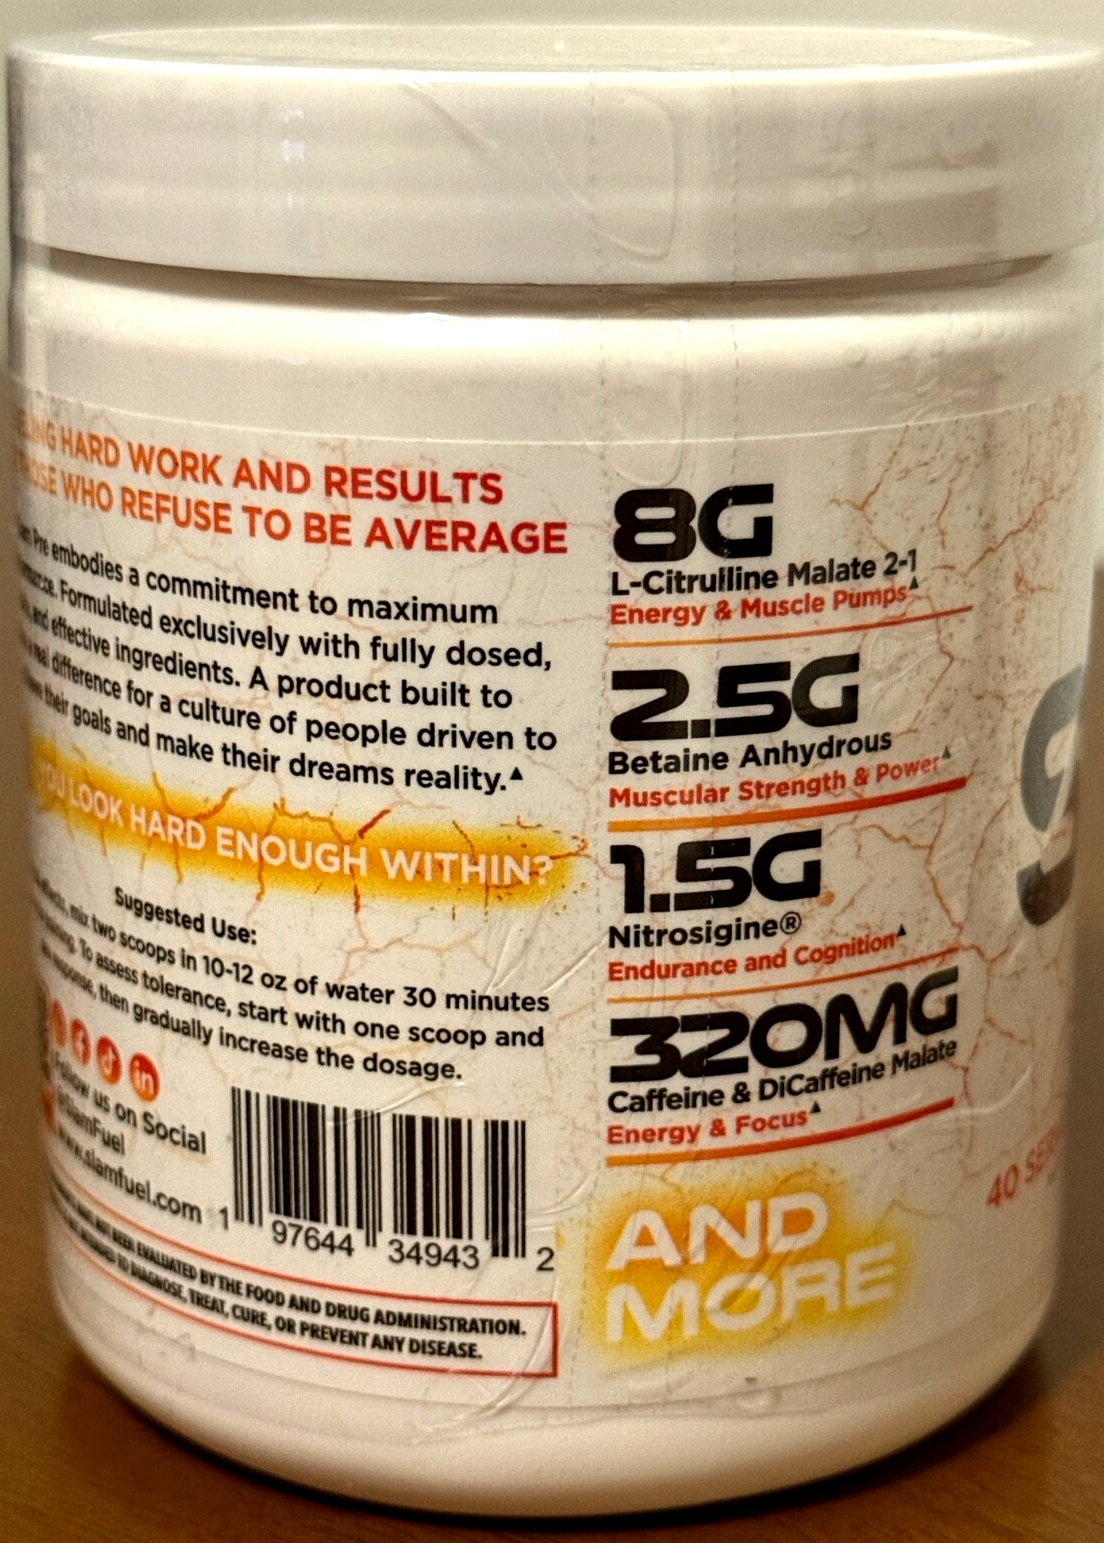 HARD WORK AND RESULTS
WHO REFUSE TO BE AVERAGE
Pre embodies a commitment to maximum
Formulated exclusively with fully dosed,
and effective ingredients. A product built to
real difference for a culture of people driven to
their goals and make their dreams reality.▲
YOU LOOK HARD ENOUGH WITHIN?
Suggested Use:
mix two scoops in 10-12 oz of water 30 minutes
To assess tolerance, start with one scoop and
response, then gradually increase the dosage.
Follow us on Social
@SlamFuel
www.slamfuel.com
1 97644 34943 2
BEEN EVALUATED BY THE FOOD AND DRUG ADMINISTRATION.
TO DIAGNOSE, TREAT, CURE, OR PREVENT ANY DISEASE.
8G
L-Citrulline Malate 2-1
Energy & Muscle Pumps▲
2.5G
Betaine Anhydrous
Muscular Strength & Power▲
1.5G
Nitrosigine®
Endurance and Cognition▲
320MG
Caffeine & DiCaffeine Malate
Energy & Focus▲
AND
MORE
40